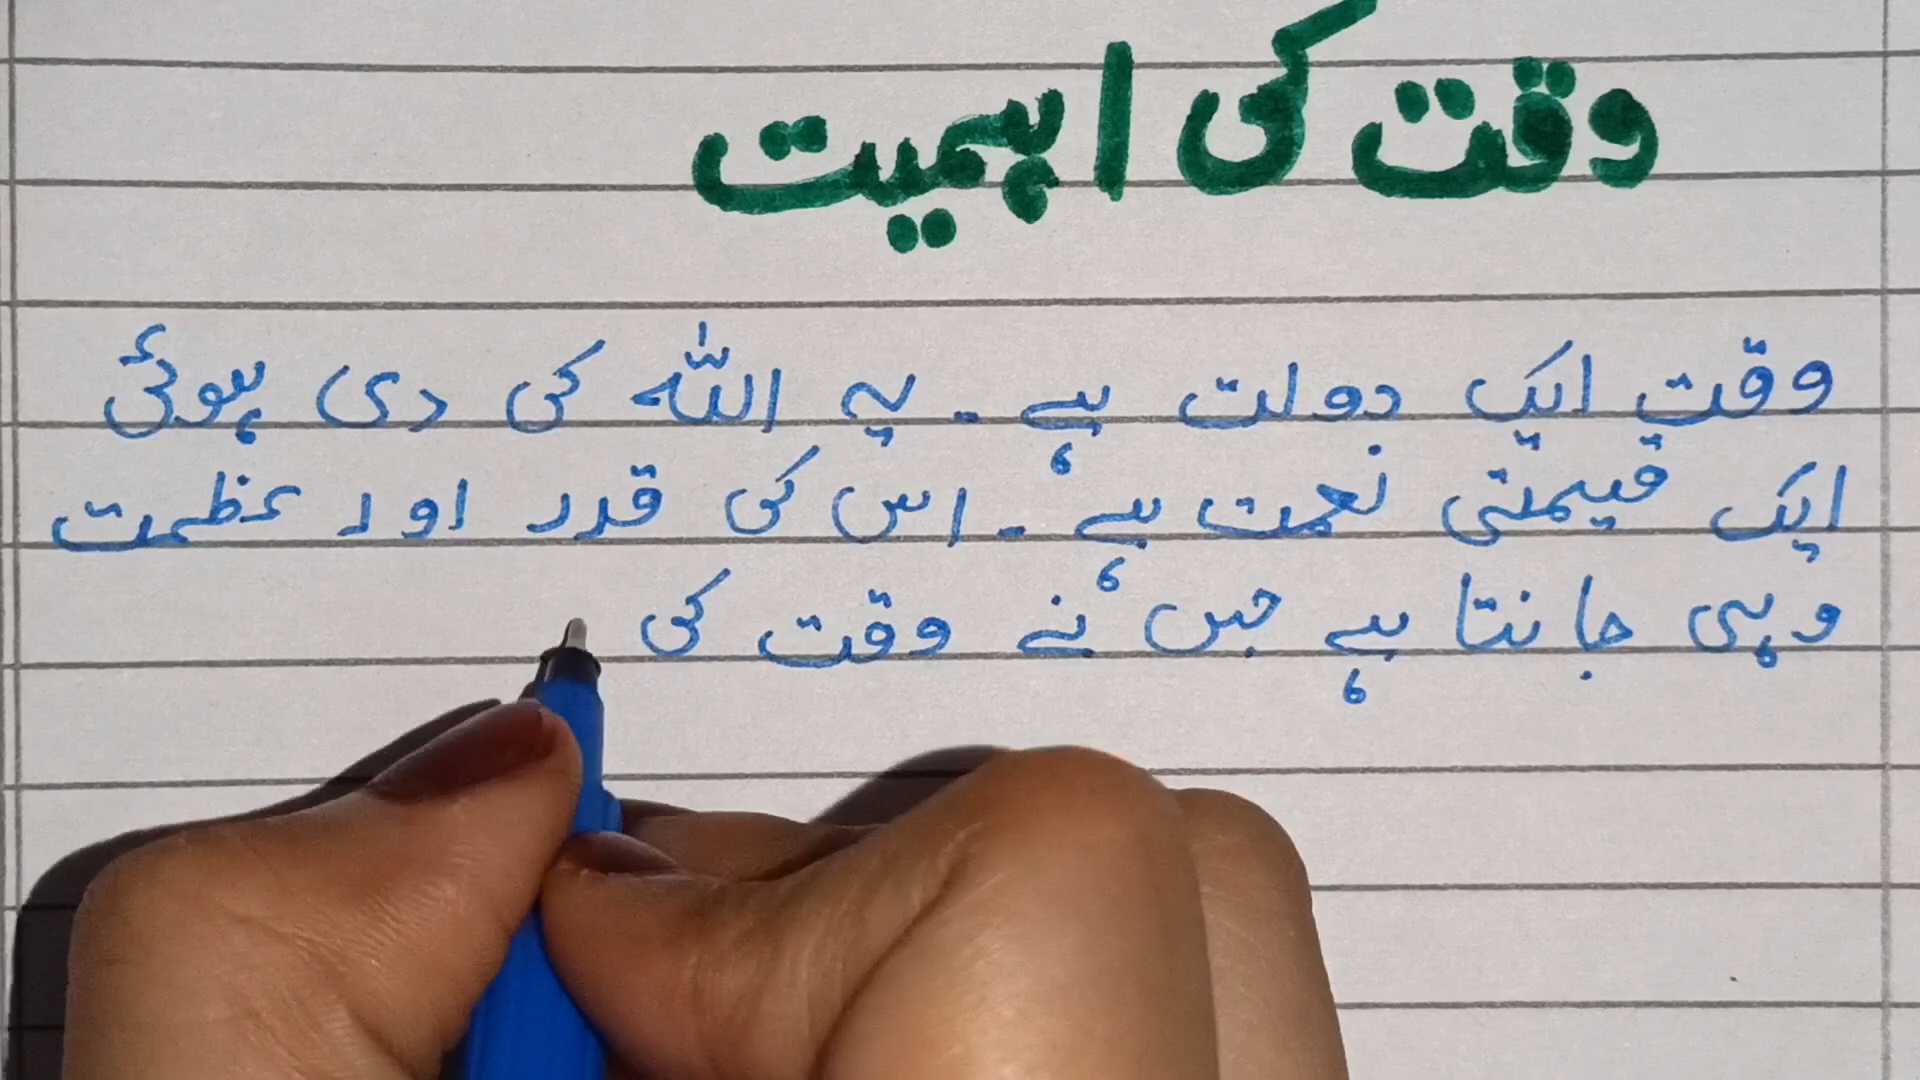 وقت کی اہمیت
وقت ایک دولت ہے ۔ یہ اللہ کی دی ہوئی
ایک قیمتی نعمت ہے ۔ اس کی قدر اور عظمت
وہی جانتا ہے جس نے وقت کی